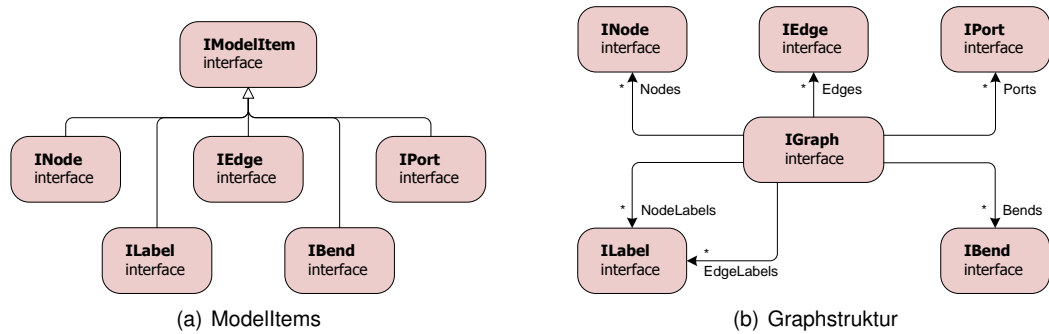 IModelItem
interface
INode
interface
IEdge
interface
IPort
interface
ILabel
interface
IBend
interface
(a) ModelItems
INode
interface
IEdge
interface
IPort
interface
* Nodes
* Edges
* Ports
IGraph
interface
* NodeLabels
* Bends
ILabel
interface
*
EdgeLabels
IBend
interface
(b) Graphstruktur